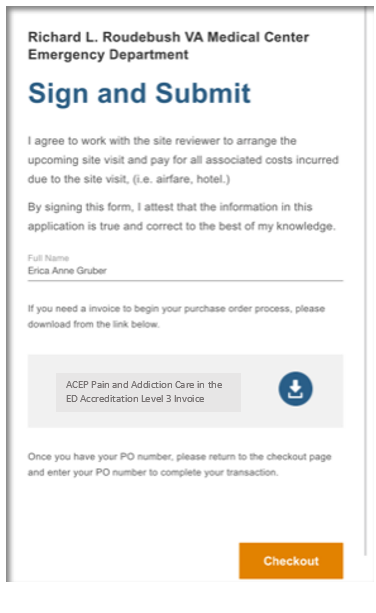 Richard L. Roudebush VA Medical Center
Emergency Department
Sign and Submit
I agree to work with the site reviewer to arrange the
upcoming site visit and pay for all associated costs incurred
due to the site visit, (i.e. airfare, hotel.)
By signing this form, I attest that the information in this
application is true and correct to the best of my knowledge.
Full Name
Erica Anne Gruber
If you need a invoice to begin your purchase order process, please
download from the link below.
ACEP Pain and Addiction Care in the
ED Accreditation Level 3 Invoice
Once you have your PO number, please return to the checkout page
and enter your PO number to complete your transaction.
Checkout